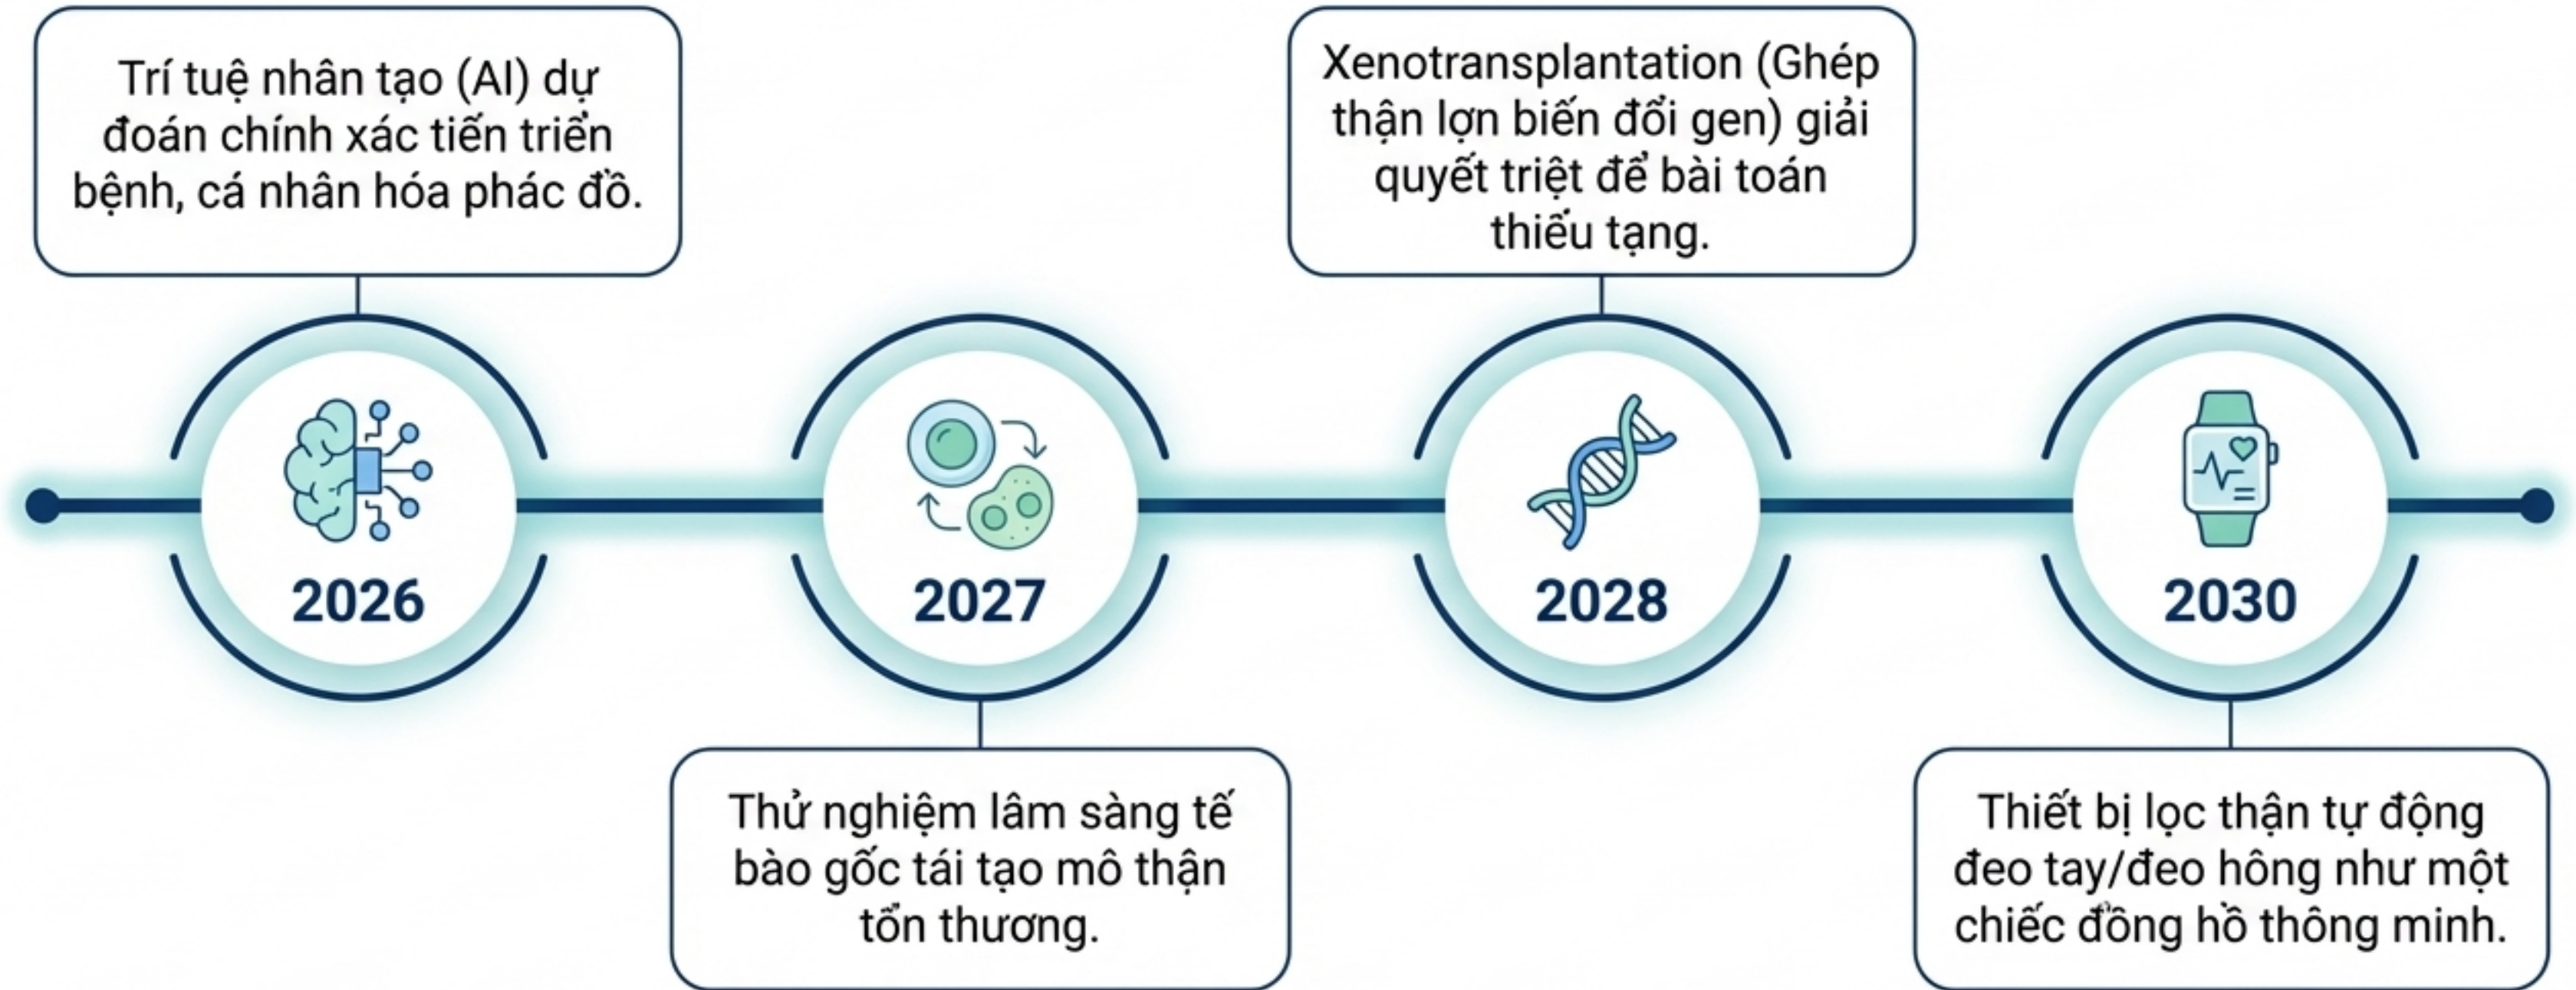 Trí tuệ nhân tạo (AI) dự
đoán chính xác tiến triển
bệnh, cá nhân hóa phác đồ.
2026
Thử nghiệm lâm sàng tế
bào gốc tái tạo mô thận
tổn thương.
2027
Xenotransplantation (Ghép
thận lợn biến đổi gen) giải
quyết triệt để bài toán
thiếu tạng.
2028
Thiết bị lọc thận tự động
đeo tay/đeo hông như một
chiếc đồng hồ thông minh.
2030